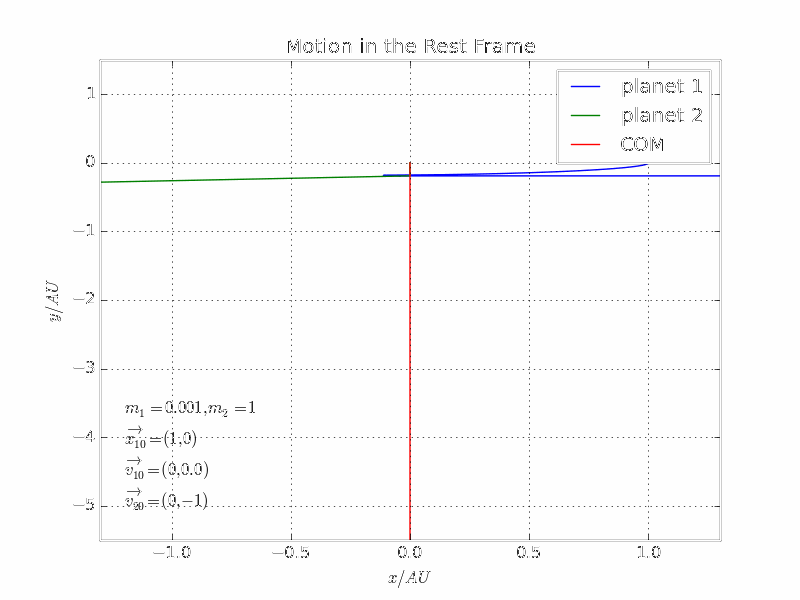 Motion in the Rest Frame
planet 1
planet 2
COM
1
0
−1
−2
−3
−4
−5
y/AU
m₁ =0.001,m₂ =1
x₁₀→=(1,0)
v₁₀→=(0,0.0)
v₂₀→=(0,−1)
−1.0
−0.5
0.0
0.5
1.0
x/AU